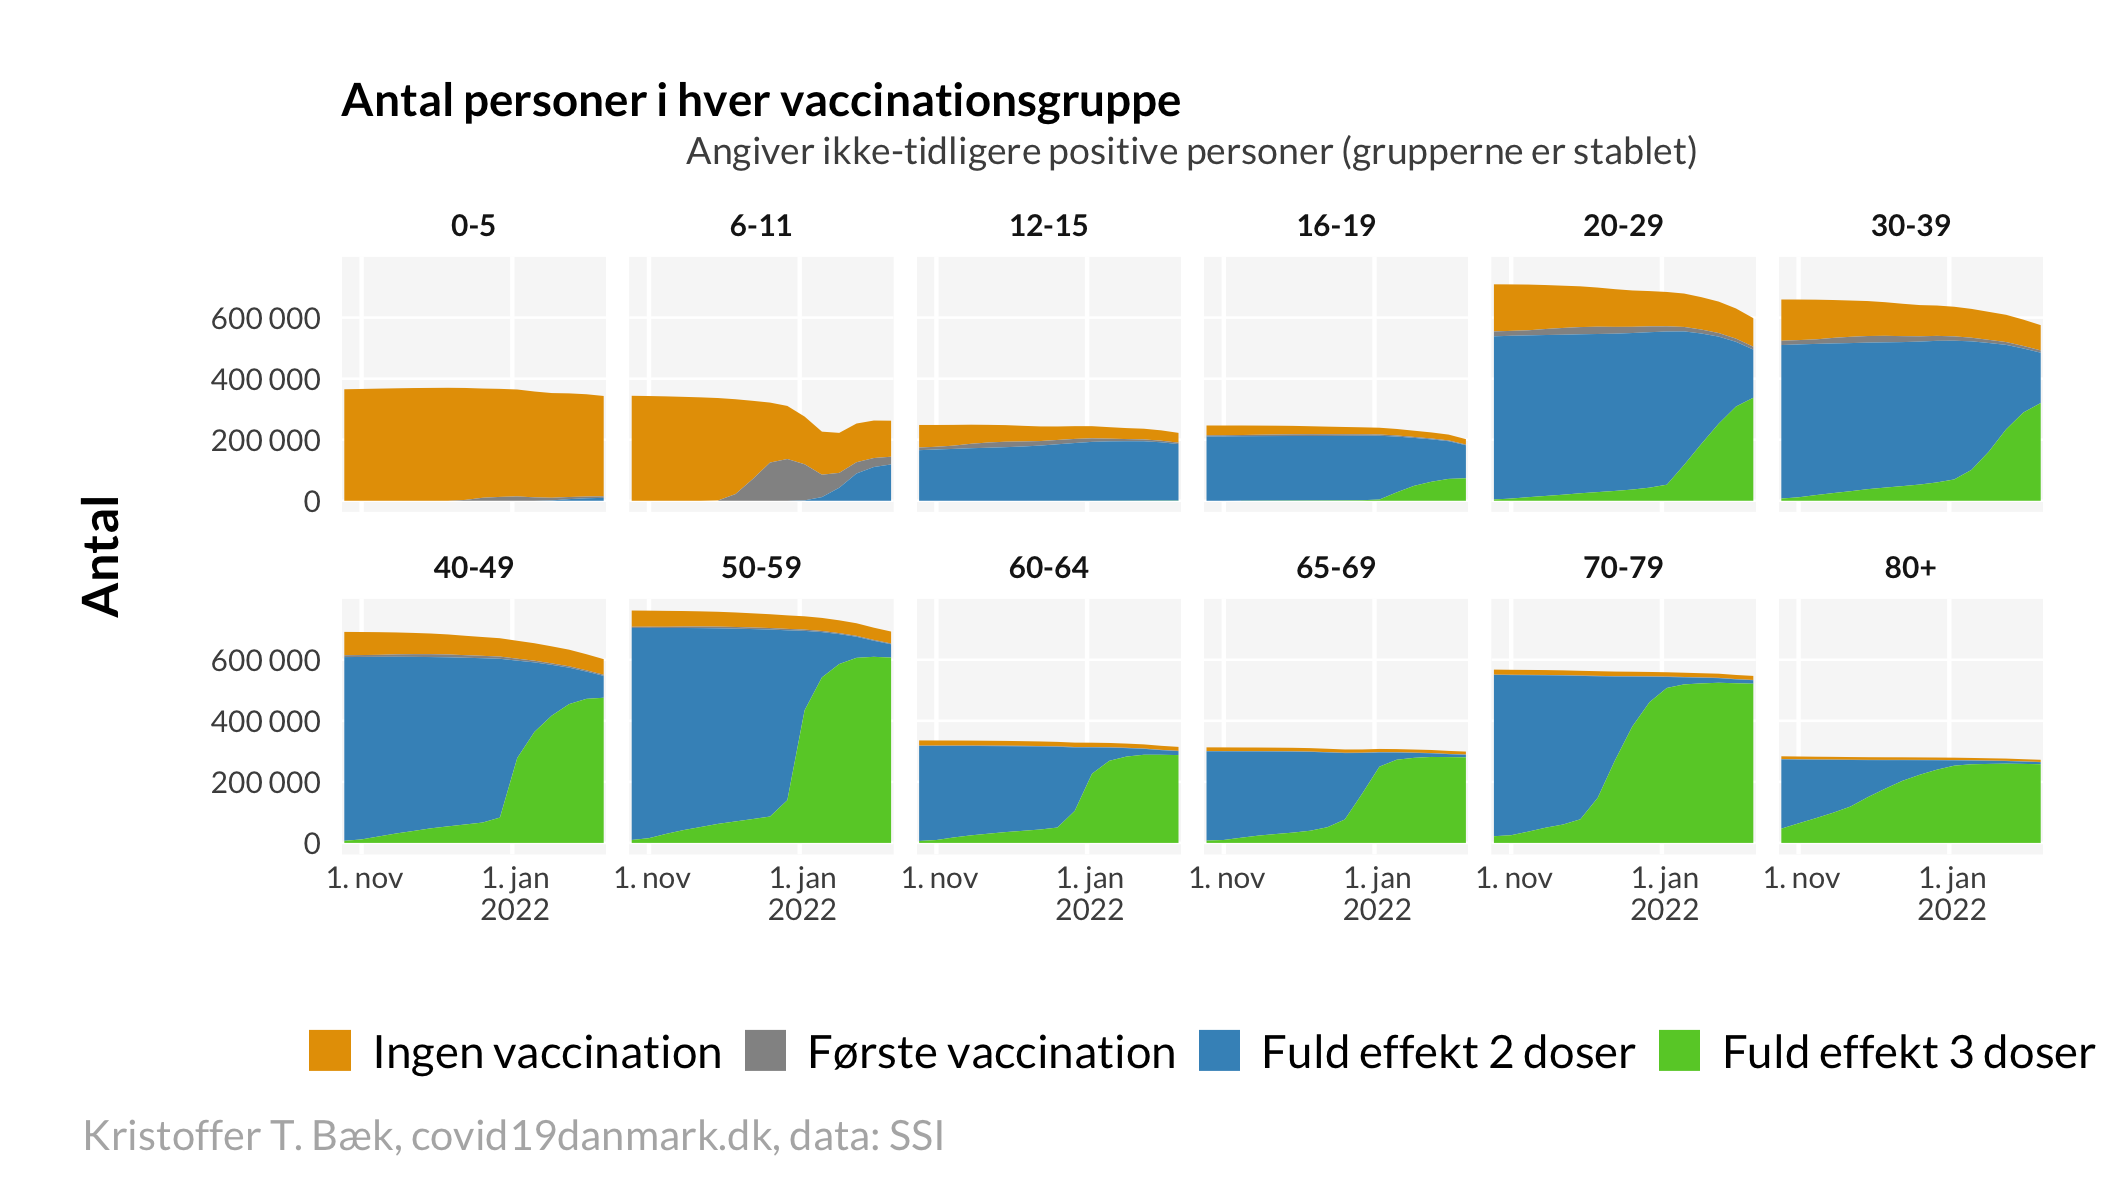 Antal personer i hver vaccinationsgruppe
Angiver ikke-tidligere positive personer (grupperne er stablet)
0-5 6-11 12-15 16-19 20-29 30-39
600 000
400 000
200 000
0
Antal
40-49 50-59 60-64 65-69 70-79 80+
600 000
400 000
200 000
0
1. nov 1. jan 1. nov 1. jan 1. nov 1. jan 1. nov 1. jan 1. nov 1. jan 1. nov 1. jan
2022 2022 2022 2022 2022 2022
Ingen vaccination Første vaccination Fuld effekt 2 doser Fuld effekt 3 doser
Kristoffer T. Bæk, covid19danmark.dk, data: SSI